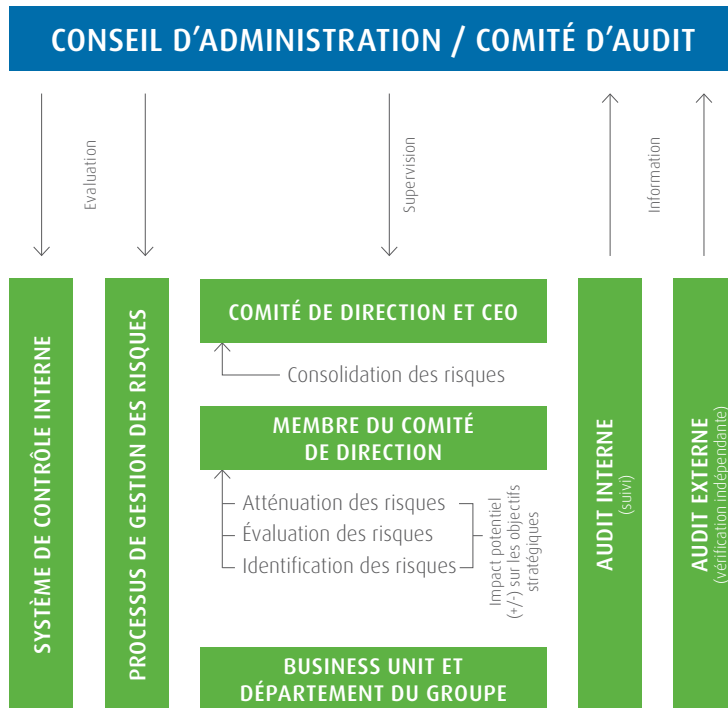 CONSEIL D'ADMINISTRATION / COMITÉ D'AUDIT
Evaluation
Supervision
Information
SYSTÈME DE CONTRÔLE INTERNE
PROCESSUS DE GESTION DES RISQUES
COMITÉ DE DIRECTION ET CEO
Consolidation des risques
MEMBRE DU COMITÉ
DE DIRECTION
Atténuation des risques
Évaluation des risques
Identification des risques
Impact potentiel
(+/-) sur les objectifs
stratégiques
BUSINESS UNIT ET
DÉPARTEMENT DU GROUPE
AUDIT INTERNE
(suivi)
AUDIT EXTERNE
(vérification indépendante)